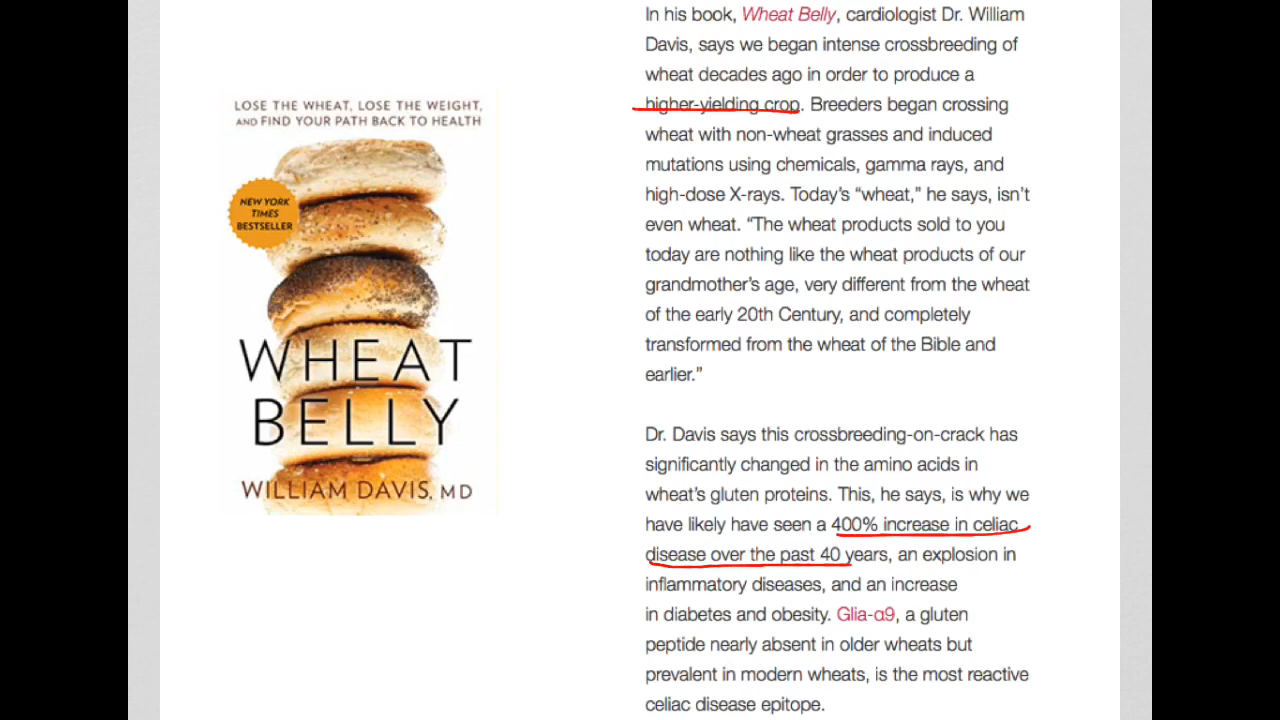 LOSE THE WHEAT, LOSE THE WEIGHT,
AND FIND YOUR PATH BACK TO HEALTH
NEW YORK
TIMES
BESTSELLER
WHEAT
BELLY
WILLIAM DAVIS, MD
In his book, Wheat Belly, cardiologist Dr. William
Davis, says we began intense crossbreeding of
wheat decades ago in order to produce a
higher-yielding crop. Breeders began crossing
wheat with non-wheat grasses and induced
mutations using chemicals, gamma rays, and
high-dose X-rays. Today’s “wheat,” he says, isn’t
even wheat. “The wheat products sold to you
today are nothing like the wheat products of our
grandmother’s age, very different from the wheat
of the early 20th Century, and completely
transformed from the wheat of the Bible and
earlier.”
Dr. Davis says this crossbreeding-on-crack has
significantly changed in the amino acids in
wheat’s gluten proteins. This, he says, is why we
have likely have seen a 400% increase in celiac
disease over the past 40 years, an explosion in
inflammatory diseases, and an increase
in diabetes and obesity. Glia-α9, a gluten
peptide nearly absent in older wheats but
prevalent in modern wheats, is the most reactive
celiac disease epitope.